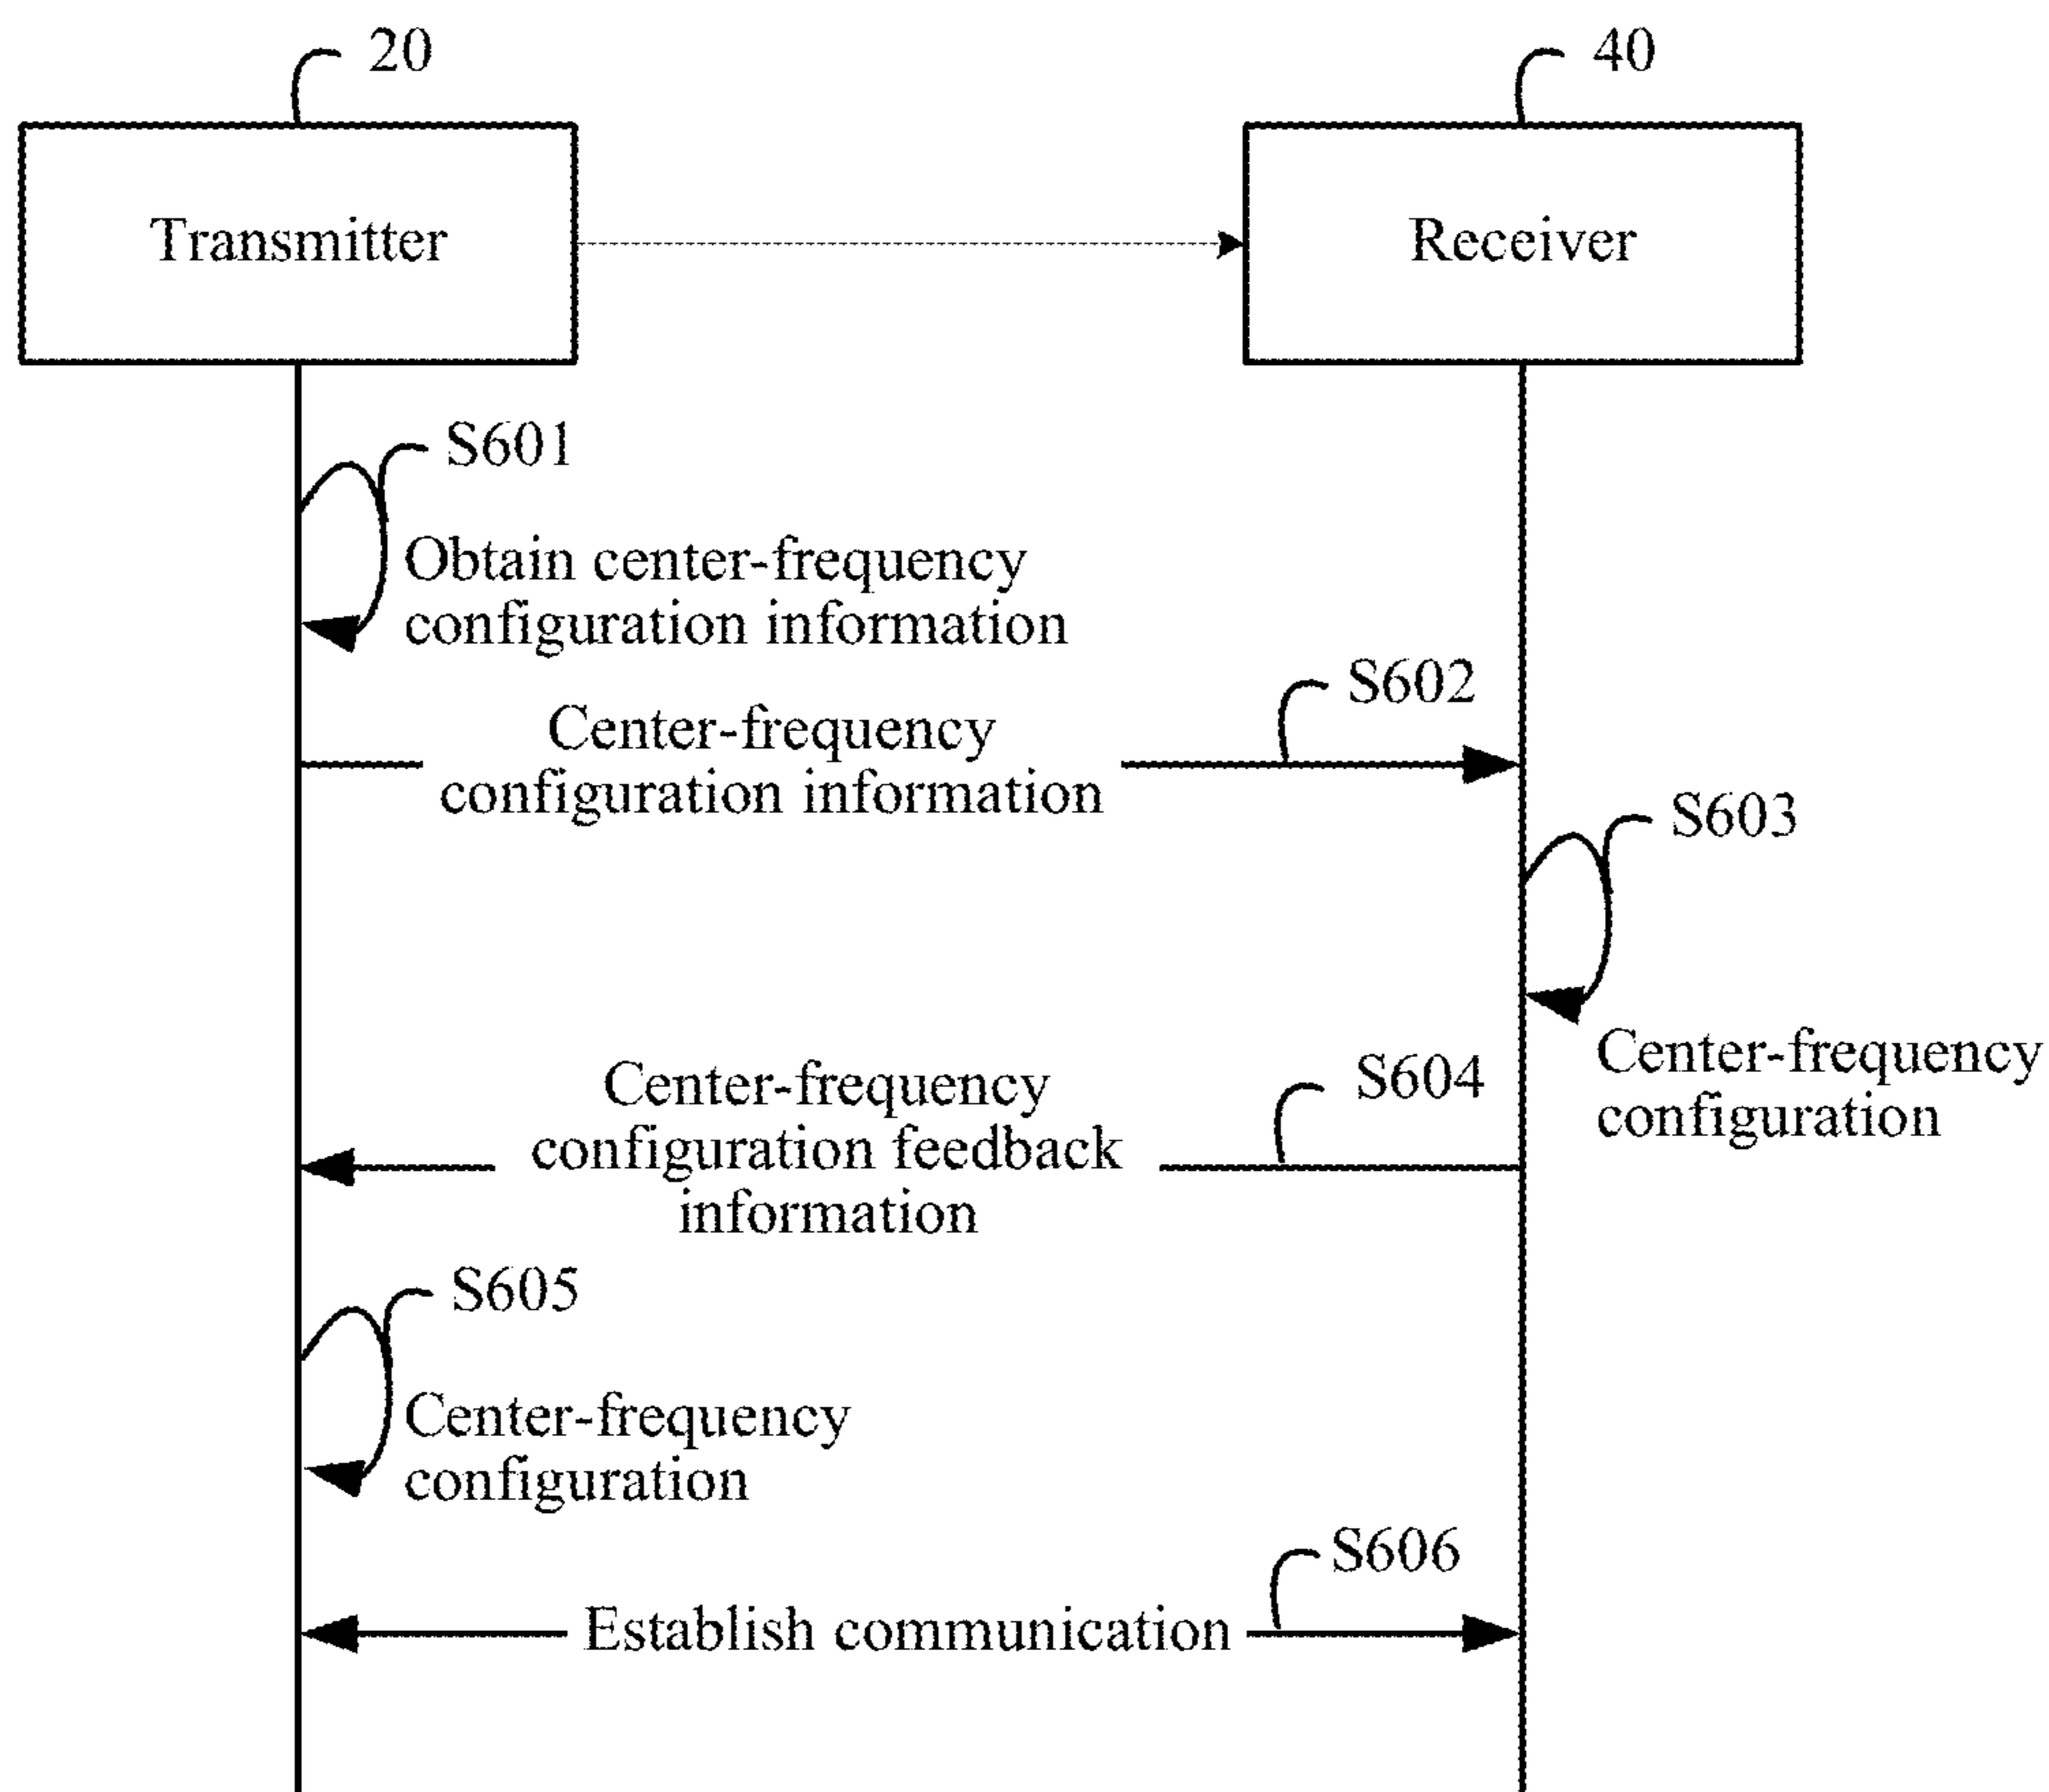 20
40
Transmitter
Receiver
S601
Obtain center-frequency
configuration information
S602
Center-frequency
configuration information
S603
Center-frequency
configuration
S604
Center-frequency
configuration feedback
information
S605
Center-frequency
configuration
S606
Establish communication